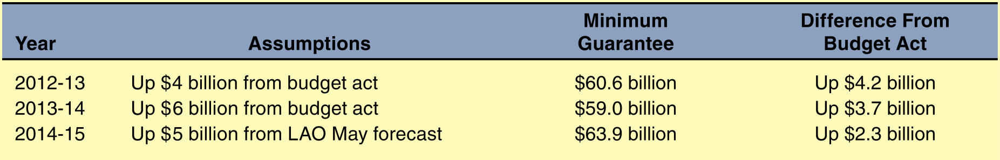 Year Assumptions Minimum Guarantee Difference From Budget Act
2012-13 Up $4 billion from budget act $60.6 billion Up $4.2 billion
2013-14 Up $6 billion from budget act $59.0 billion Up $3.7 billion
2014-15 Up $5 billion from LAO May forecast $63.9 billion Up $2.3 billion